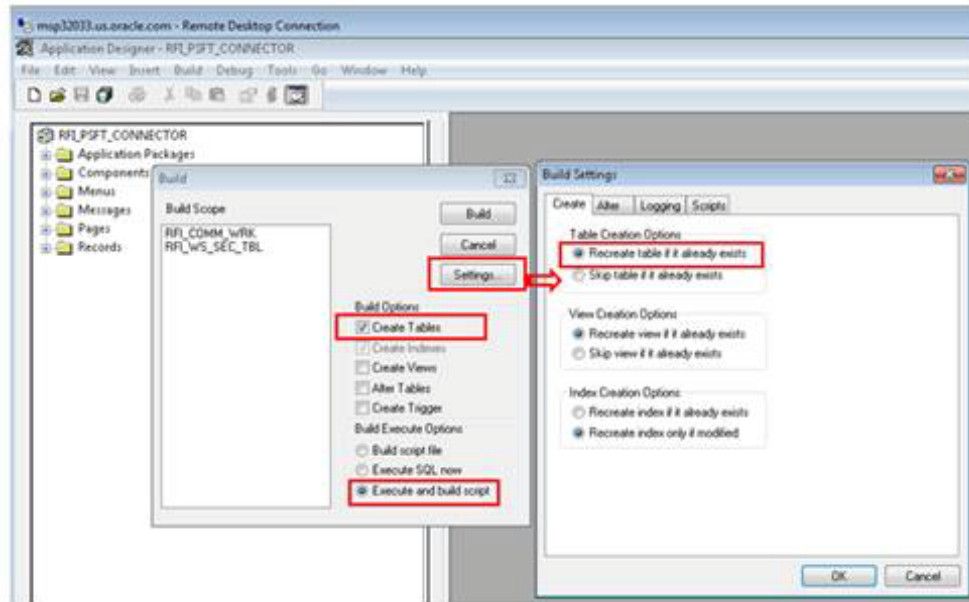 msp32033.us.oracle.com - Remote Desktop Connection
Application Designer - RFI_PSFT_CONNECTOR
File Edit View Insert Build Debug Tools Go Window Help
RFI_PSFT_CONNECTOR
Application Packages
Components
Menus
Messages
Pages
Records
Build
Build Scope
RFI_COMM_WRK
RFI_WS_SEC_TBL
Build
Cancel
Settings...
Build Options
Create Tables
Create Indexes
Create Views
Alter Tables
Create Trigger
Build Execute Options
Build script file
Execute SQL now
Execute and build script
Build Settings
Create Alter Logging Scripts
Table Creation Options
Recreate table if it already exists
Skip table if it already exists
View Creation Options
Recreate view if it already exists
Skip view if it already exists
Index Creation Options
Recreate index if it already exists
Recreate index only if modified
OK Cancel